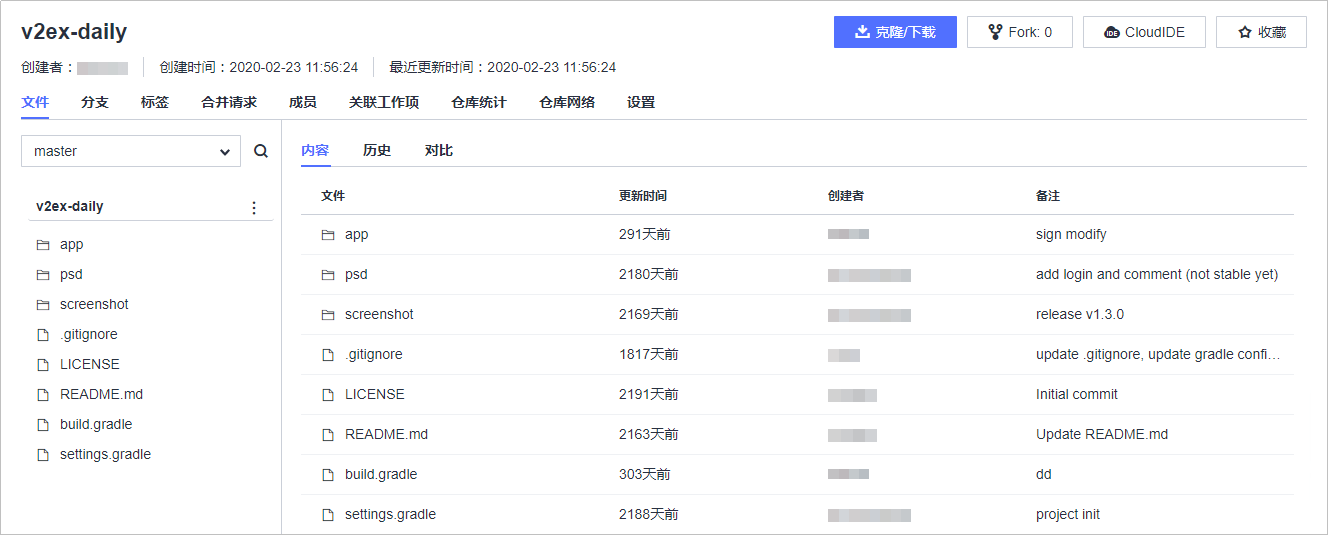 v2ex-daily
克隆/下载 Fork: 0 CloudIDE 收藏
创建者： 创建时间：2020-02-23 11:56:24 最近更新时间：2020-02-23 11:56:24
文件 分支 标签 合并请求 成员 关联工作项 仓库统计 仓库网络 设置
master
v2ex-daily
app
psd
screenshot
.gitignore
LICENSE
README.md
build.gradle
settings.gradle
内容 历史 对比
文件 更新时间 创建者 备注
app 291天前 sign modify
psd 2180天前 add login and comment (not stable yet)
screenshot 2169天前 release v1.3.0
.gitignore 1817天前 update .gitignore, update gradle confi…
LICENSE 2191天前 Initial commit
README.md 2163天前 Update README.md
build.gradle 303天前 dd
settings.gradle 2188天前 project init